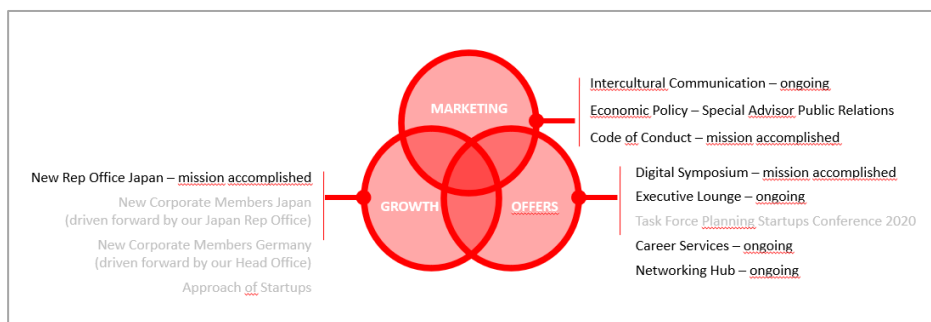 MARKETING
Intercultural Communication – ongoing
Economic Policy – Special Advisor Public Relations
Code of Conduct – mission accomplished
New Rep Office Japan – mission accomplished
New Corporate Members Japan
(driven forward by our Japan Rep Office)
New Corporate Members Germany
(driven forward by our Head Office)
Approach of Startups
GROWTH
OFFERS
Digital Symposium – mission accomplished
Executive Lounge – ongoing
Task Force Planning Startups Conference 2020
Career Services – ongoing
Networking Hub – ongoing